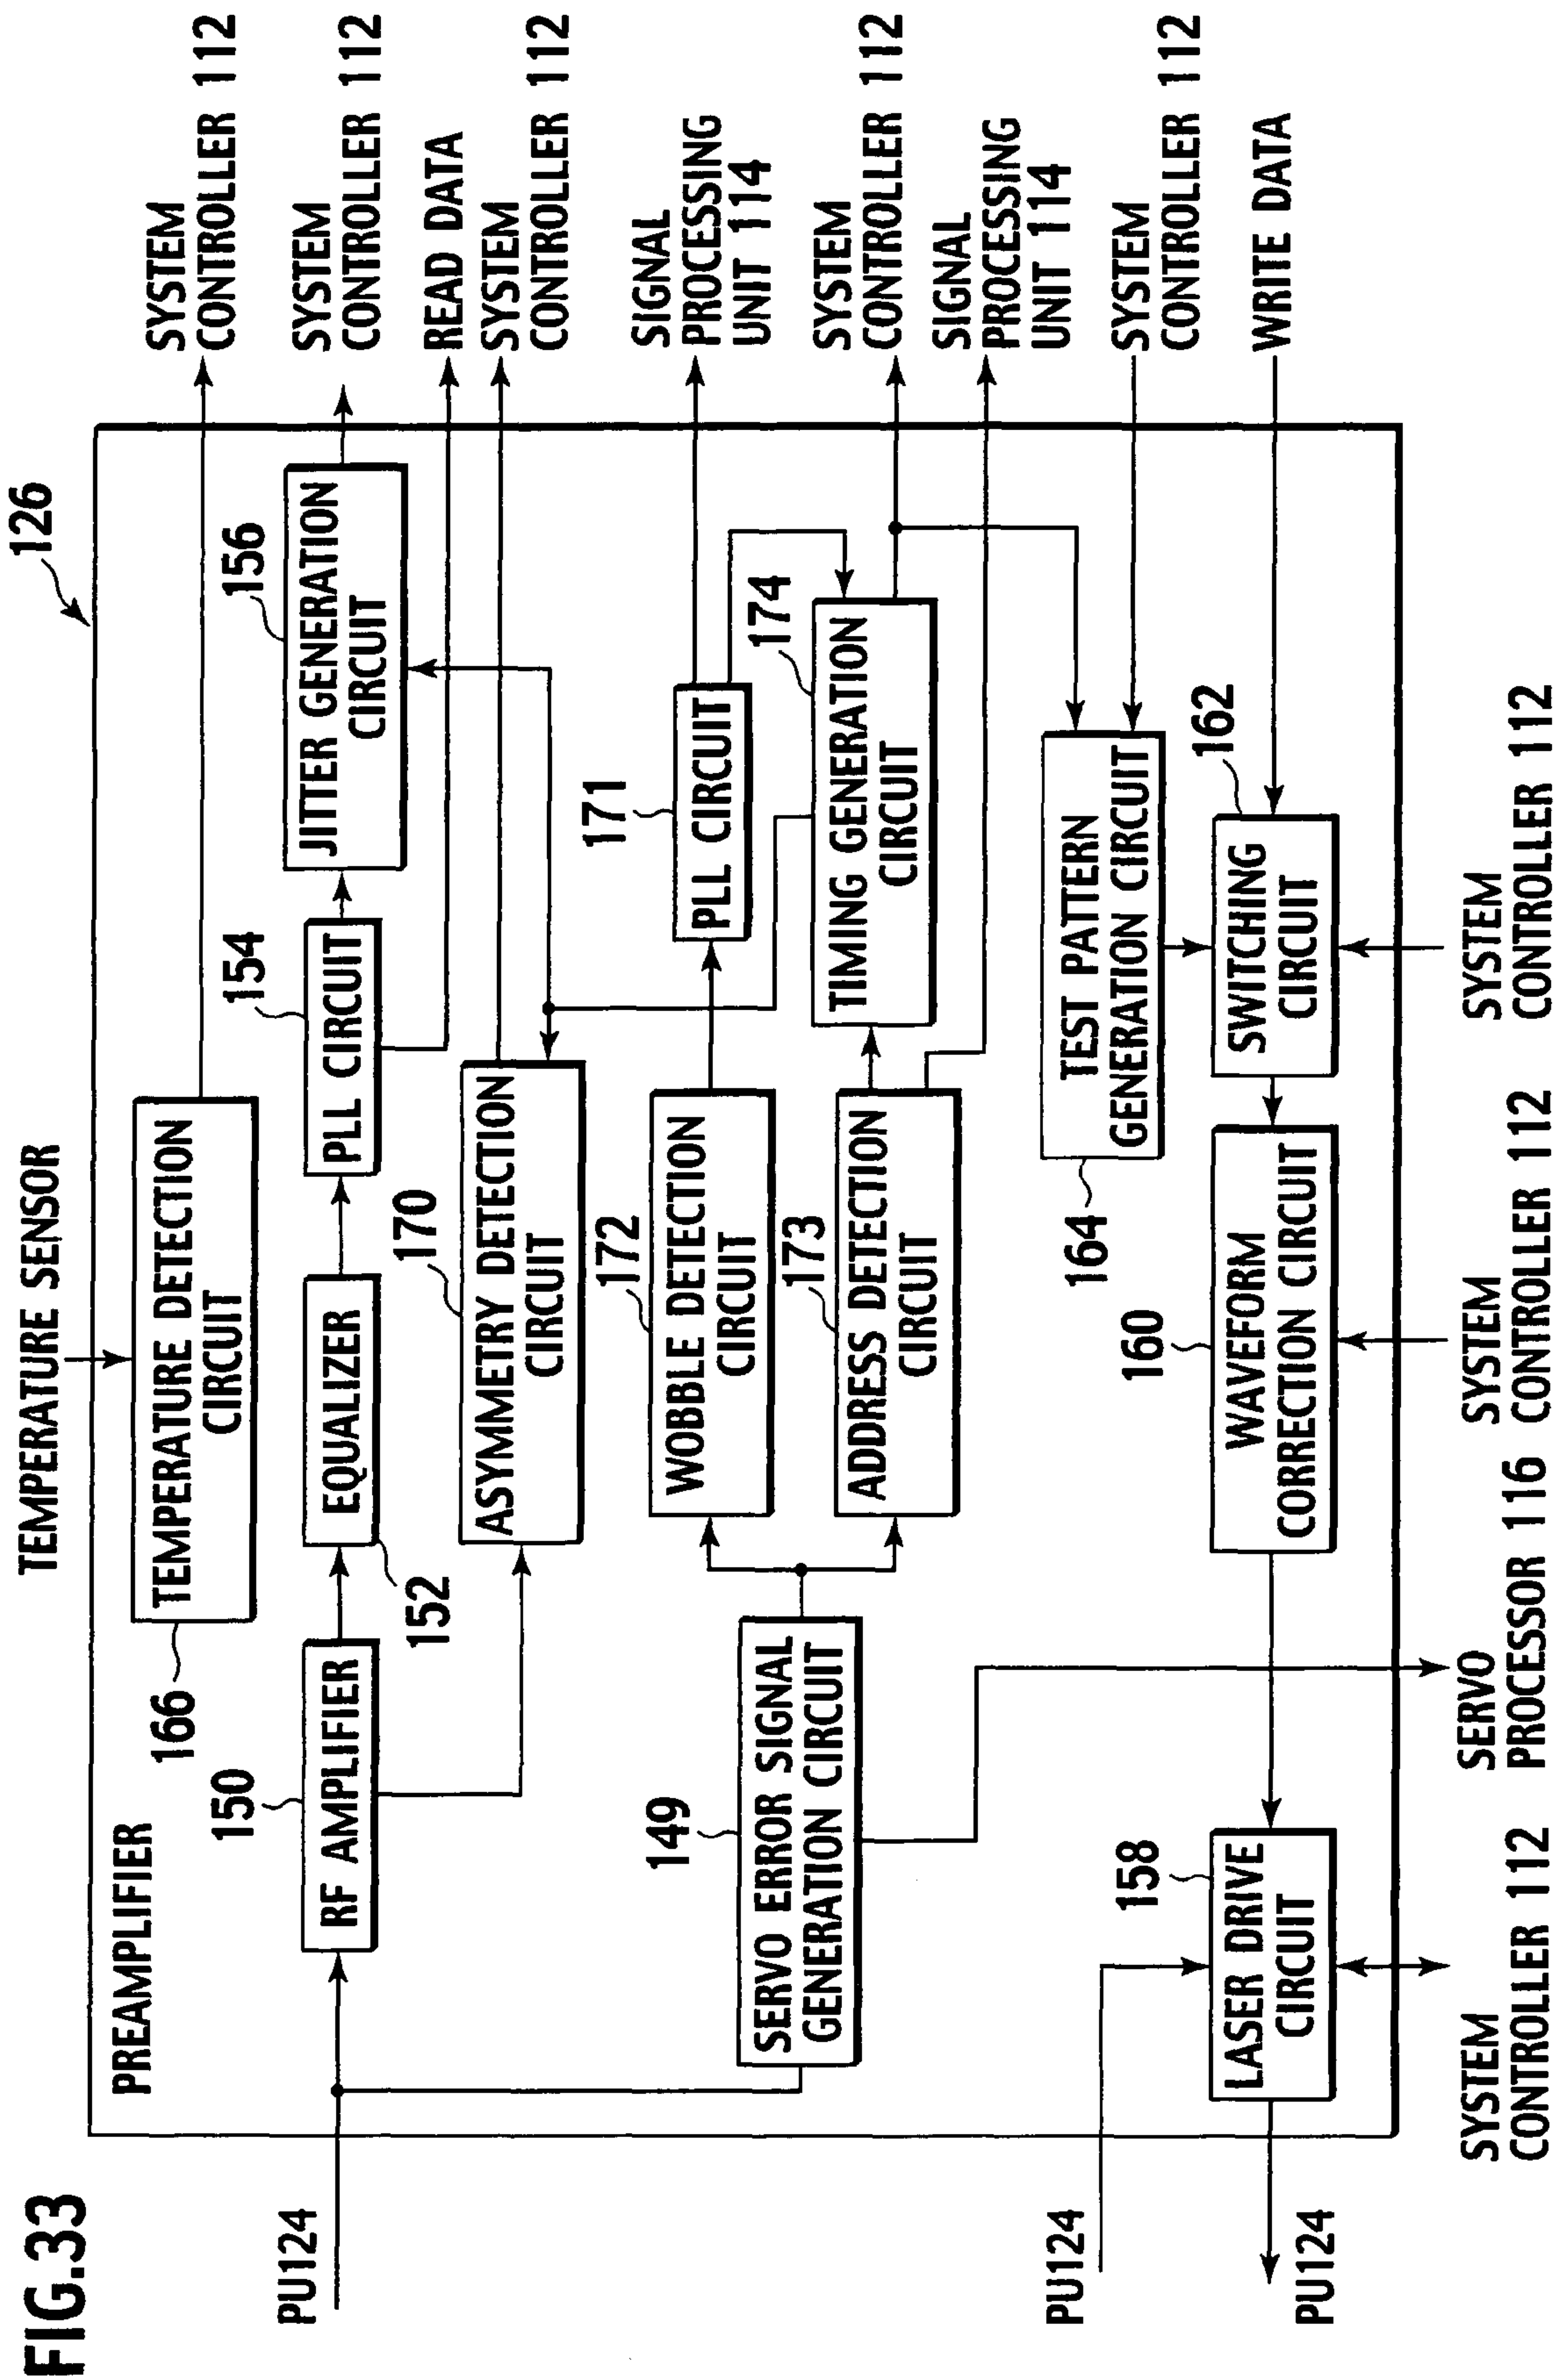 FIG.33
126
PREAMPLIFIER
TEMPERATURE SENSOR
TEMPERATURE DETECTION
CIRCUIT
166
SYSTEM
CONTROLLER 112
PU124
150
RF AMPLIFIER
EQUALIZER
152
154
PLL CIRCUIT
156
JITTER GENERATION
CIRCUIT
SYSTEM
CONTROLLER 112
READ DATA
170
ASYMMETRY DETECTION
CIRCUIT
SYSTEM
CONTROLLER 112
149
SERVO ERROR SIGNAL
GENERATION CIRCUIT
172
WOBBLE DETECTION
CIRCUIT
171
PLL CIRCUIT
SIGNAL
PROCESSING
UNIT 114
173
ADDRESS DETECTION
CIRCUIT
174
TIMING GENERATION
CIRCUIT
SYSTEM
CONTROLLER 112
SIGNAL
PROCESSING
UNIT 114
164
TEST PATTERN
GENERATION CIRCUIT
SYSTEM
CONTROLLER 112
PU124
PU124
158
LASER DRIVE
CIRCUIT
160
WAVEFORM
CORRECTION CIRCUIT
162
SWITCHING
CIRCUIT
WRITE DATA
SYSTEM
CONTROLLER 112
SERVO
PROCESSOR 116
SYSTEM
CONTROLLER 112
SYSTEM
CONTROLLER 112